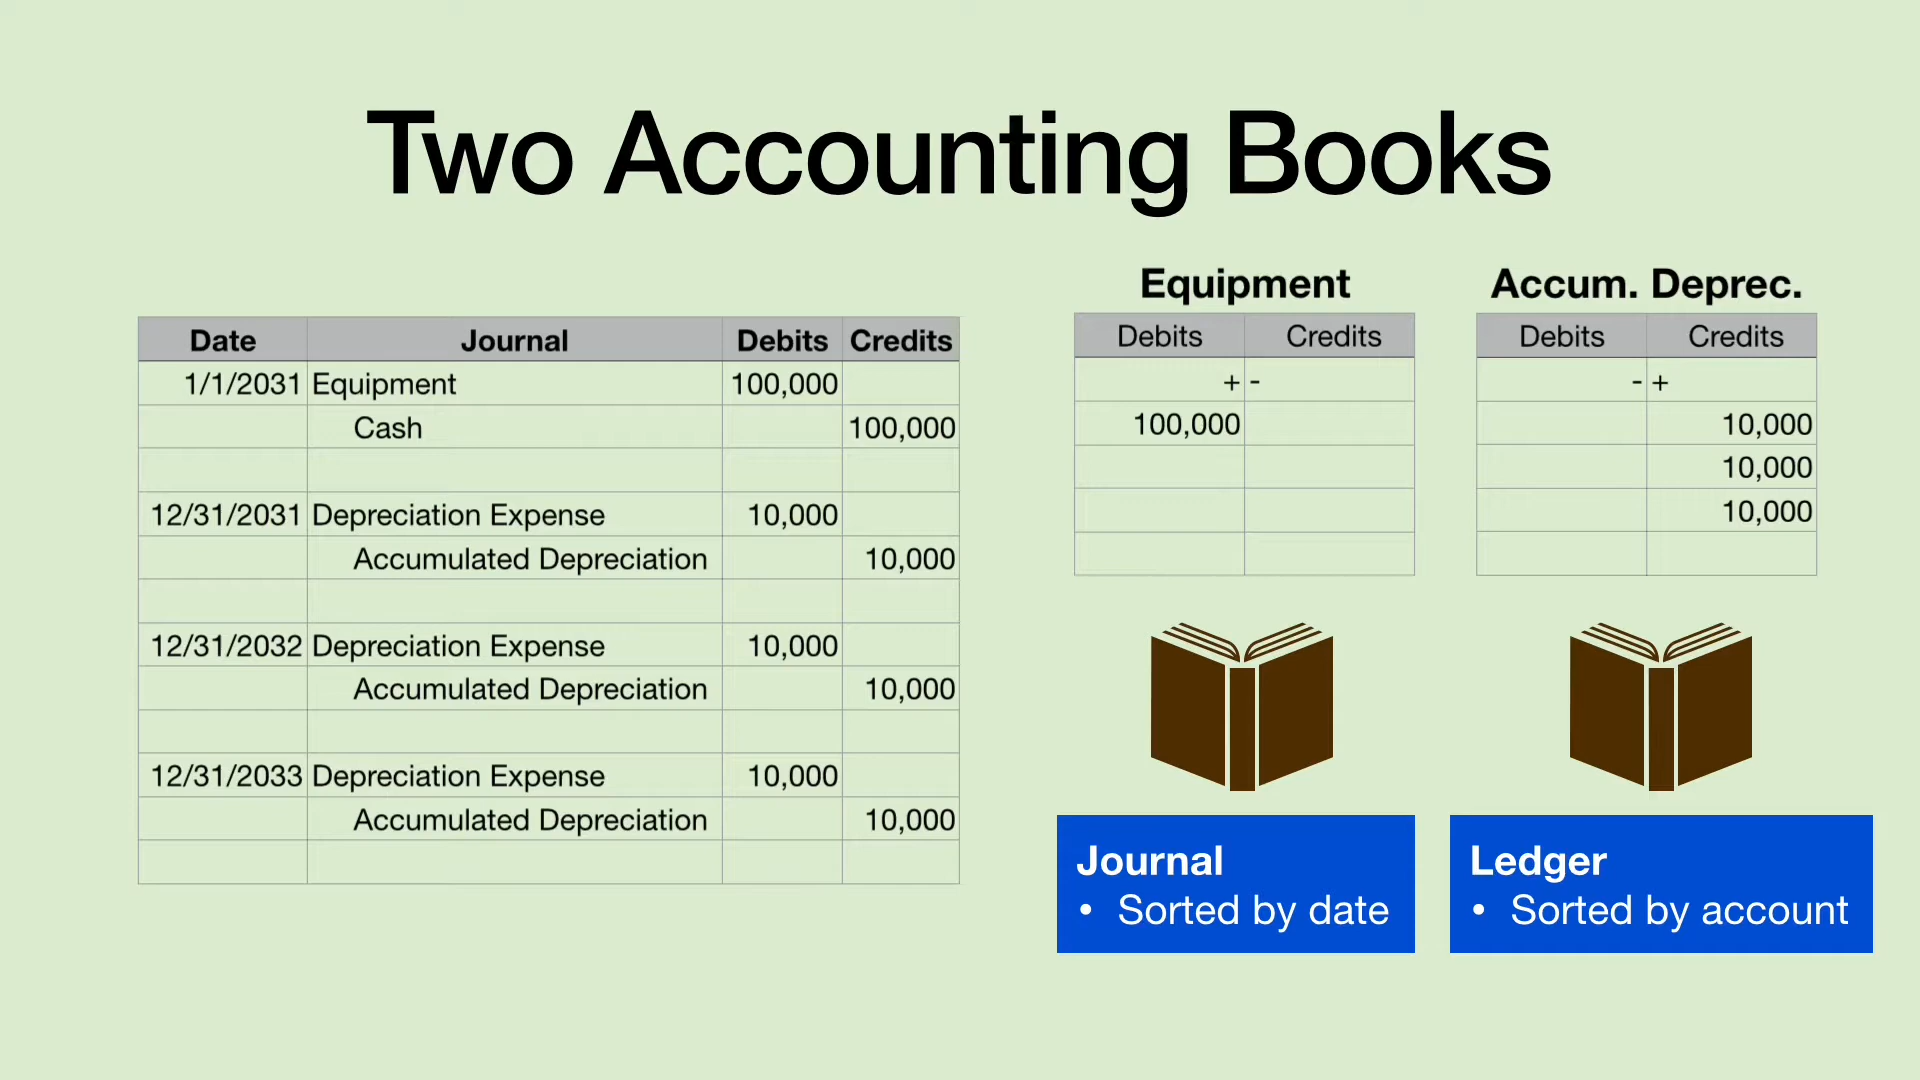 Two Accounting Books
Date Journal Debits Credits
1/1/2031 Equipment 100,000
Cash 100,000
12/31/2031 Depreciation Expense 10,000
Accumulated Depreciation 10,000
12/31/2032 Depreciation Expense 10,000
Accumulated Depreciation 10,000
12/31/2033 Depreciation Expense 10,000
Accumulated Depreciation 10,000
Equipment
Debits Credits
+ -
100,000
Accum. Deprec.
Debits Credits
- +
10,000
10,000
10,000
Journal
• Sorted by date
Ledger
• Sorted by account